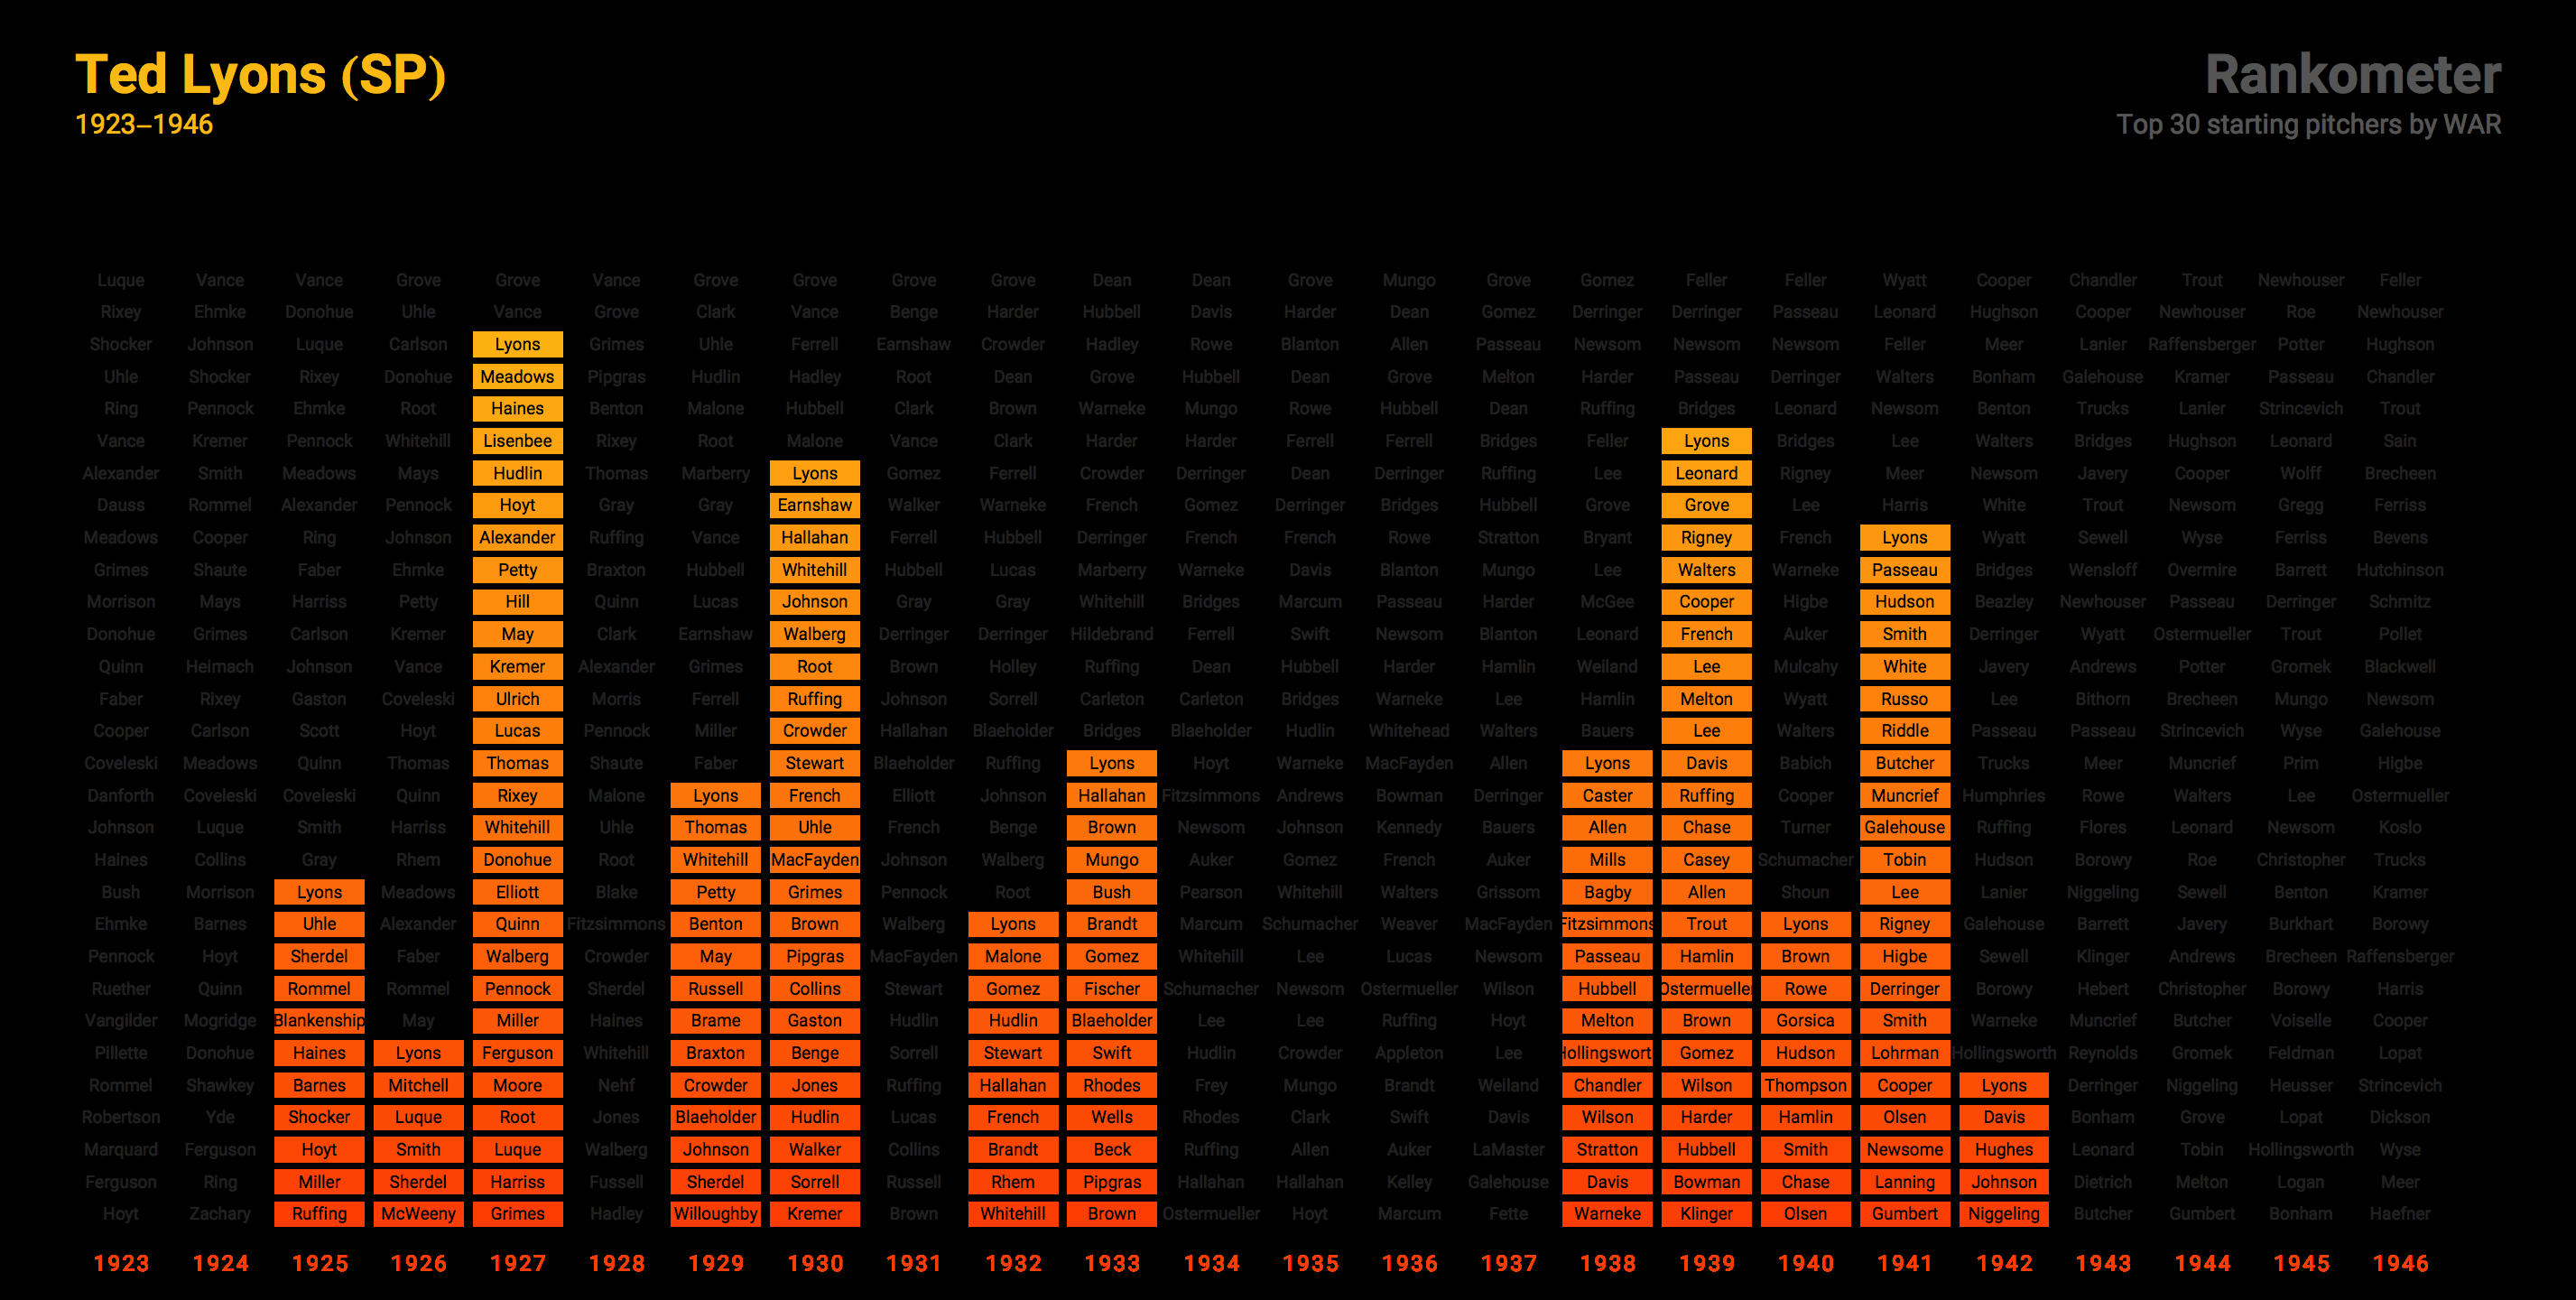 Ted Lyons (SP)
Rankometer
1923–1946
Top 30 starting pitchers by WAR
Luque Vance Vance Grove Grove Vance Grove Grove Grove Grove Dean Dean Grove Mungo Grove Gomez Feller Feller Wyatt Cooper Chandler Trout Newhouser Feller
Rixey Ehmke Donohue Uhle Vance Grove Clark Vance Benge Harder Hubbell Davis Harder Dean Gomez Derringer Derringer Passeau Leonard Hughson Cooper Newhouser Roe Newhouser
Shocker Johnson Luque Carlson Lyons Grimes Uhle Ferrell Earnshaw Crowder Hadley Rowe Blanton Allen Passeau Newsom Newsom Newsom Feller Meer Lanier Raffensberger Potter Hughson
Uhle Shocker Rixey Donohue Meadows Pipgras Hudlin Hadley Root Dean Grove Hubbell Dean Grove Melton Harder Passeau Derringer Walters Bonham Galehouse Kramer Passeau Chandler
Ring Pennock Ehmke Root Haines Benton Malone Hubbell Clark Brown Warneke Mungo Rowe Hubbell Dean Ruffing Bridges Leonard Newsom Benton Trucks Lanier Strincevich Trout
Vance Kremer Pennock Whitehill Lisenbee Rixey Root Malone Vance Clark Harder Harder Ferrell Ferrell Bridges Feller Lyons Bridges Lee Walters Bridges Hughson Leonard Sain
Alexander Smith Meadows Mays Hudlin Thomas Marberry Lyons Gomez Ferrell Crowder Derringer Dean Derringer Ruffing Lee Leonard Rigney Meer Newsom Javery Cooper Wolff Brecheen
Dauss Rommel Alexander Pennock Hoyt Gray Gray Earnshaw Walker Warneke French Gomez Derringer Bridges Hubbell Grove Grove Lee Harris White Trout Newsom Gregg Ferriss
Meadows Cooper Ring Johnson Alexander Ruffing Vance Hallahan Ferrell Hubbell Derringer French French Rowe Stratton Bryant Rigney French Lyons Wyatt Sewell Wyse Ferriss Bevens
Grimes Shaute Faber Ehmke Petty Braxton Hubbell Whitehill Hubbell Lucas Marberry Warneke Davis Blanton Mungo Lee Walters Warneke Passeau Bridges Wensloff Overmire Barrett Hutchinson
Morrison Mays Harriss Petty Hill Quinn Lucas Johnson Gray Gray Whitehill Bridges Marcum Passeau Harder McGee Cooper Higbe Hudson Beazley Newhouser Passeau Derringer Schmitz
Donohue Grimes Carlson Kremer May Clark Earnshaw Walberg Derringer Derringer Hildebrand Ferrell Swift Newsom Blanton Leonard French Auker Smith Derringer Wyatt Ostermueller Trout Pollet
Quinn Heimach Johnson Vance Kremer Alexander Grimes Root Brown Holley Ruffing Dean Hubbell Harder Hamlin Weiland Lee Mulcahy White Javery Andrews Potter Gromek Blackwell
Faber Rixey Gaston Coveleski Ulrich Morris Ferrell Ruffing Johnson Sorrell Carleton Carleton Bridges Warneke Lee Hamlin Melton Wyatt Russo Lee Bithorn Brecheen Mungo Newsom
Cooper Carlson Scott Hoyt Lucas Pennock Miller Crowder Hallahan Blaeholder Bridges Blaeholder Hudlin Whitehead Walters Bauers Lee Walters Riddle Passeau Passeau Strincevich Wyse Galehouse
Coveleski Meadows Quinn Thomas Thomas Shaute Faber Stewart Blaeholder Ruffing Lyons Hoyt Warneke MacFayden Allen Lyons Davis Babich Butcher Trucks Meer Muncrief Prim Higbe
Danforth Coveleski Coveleski Quinn Rixey Malone Lyons French Elliott Johnson Hallahan Fitzsimmons Andrews Bowman Derringer Caster Ruffing Cooper Muncrief Humphries Rowe Walters Lee Ostermueller
Johnson Luque Smith Harriss Whitehill Uhle Thomas Uhle French Benge Brown Newsom Johnson Kennedy Bauers Allen Chase Turner Galehouse Ruffing Flores Leonard Newsom Koslo
Haines Collins Gray Rhem Donohue Root Whitehill MacFayden Johnson Walberg Mungo Auker Gomez French Auker Mills Casey Schumacher Tobin Hudson Borowy Roe Christopher Trucks
Bush Morrison Lyons Meadows Elliott Blake Petty Grimes Pennock Root Bush Pearson Whitehill Walters Grissom Bagby Allen Shoun Lee Lanier Niggeling Sewell Benton Kramer
Ehmke Barnes Uhle Alexander Quinn Fitzsimmons Benton Brown Walberg Lyons Brandt Marcum Schumacher Weaver MacFayden Fitzsimmons Trout Lyons Rigney Galehouse Barrett Javery Burkhart Borowy
Pennock Hoyt Sherdel Faber Walberg Crowder May Pipgras MacFayden Malone Gomez Whitehill Lee Lucas Newsom Passeau Hamlin Brown Higbe Sewell Klinger Andrews Brecheen Raffensberger
Ruether Quinn Rommel Rommel Pennock Sherdel Russell Collins Stewart Gomez Fischer Schumacher Newsom Ostermueller Wilson Hubbell Ostermueller Rowe Derringer Borowy Hebert Christopher Borowy Harris
Vangilder Mogridge Blankenship May Miller Haines Brame Gaston Hudlin Hudlin Blaeholder Lee Lee Ruffing Hoyt Melton Brown Gorsica Smith Warneke Muncrief Butcher Voiselle Cooper
Pillette Donohue Haines Lyons Ferguson Whitehill Braxton Benge Sorrell Stewart Swift Hudlin Crowder Appleton Lee Hollingsworth Gomez Hudson Lohrman Hollingsworth Reynolds Gromek Feldman Lopat
Rommel Shawkey Barnes Mitchell Moore Nehf Crowder Jones Ruffing Hallahan Rhodes Frey Mungo Brandt Weiland Chandler Wilson Thompson Cooper Lyons Derringer Niggeling Heusser Strincevich
Robertson Yde Shocker Luque Root Jones Blaeholder Hudlin Lucas French Wells Rhodes Clark Swift Davis Wilson Harder Hamlin Olsen Davis Bonham Grove Lopat Dickson
Marquard Ferguson Hoyt Smith Luque Walberg Johnson Walker Collins Brandt Beck Ruffing Allen Auker LaMaster Stratton Hubbell Smith Newsome Hughes Leonard Tobin Hollingsworth Wyse
Ferguson Ring Miller Sherdel Harriss Fussell Sherdel Sorrell Russell Rhem Pipgras Hallahan Hallahan Kelley Galehouse Davis Bowman Chase Lanning Johnson Dietrich Melton Logan Meer
Hoyt Zachary Ruffing McWeeny Grimes Hadley Willoughby Kremer Brown Whitehill Brown Ostermueller Hoyt Marcum Fette Warneke Klinger Olsen Gumbert Niggeling Butcher Gumbert Bonham Haefner
1923 1924 1925 1926 1927 1928 1929 1930 1931 1932 1933 1934 1935 1936 1937 1938 1939 1940 1941 1942 1943 1944 1945 1946